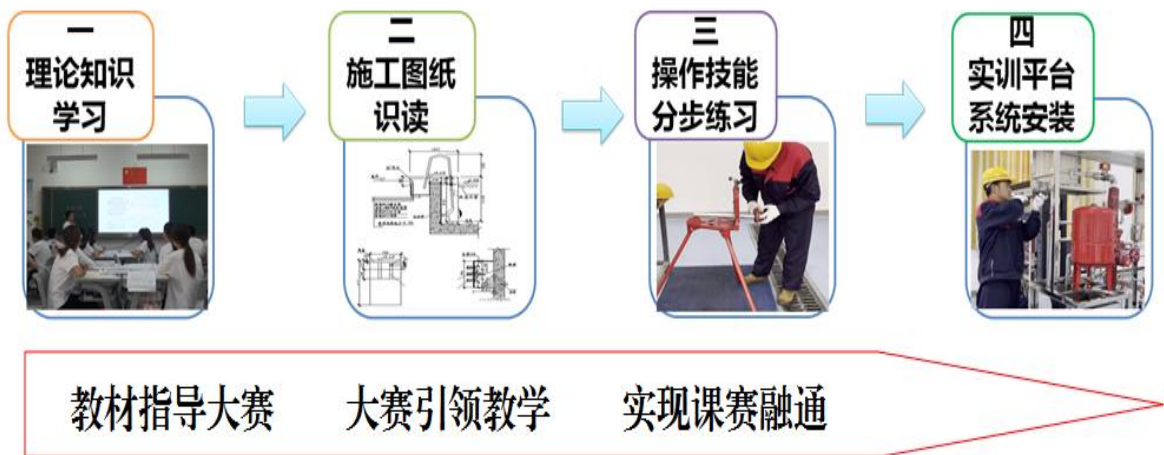 一
理论知识
学习
二
施工图纸
识读
三
操作技能
分步练习
四
实训平台
系统安装
教材指导大赛 大赛引领教学 实现课赛融通